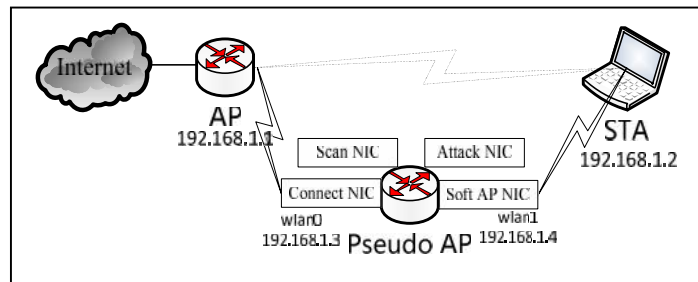 Internet
AP
192.168.1.1
STA
192.168.1.2
Scan NIC
Attack NIC
Connect NIC
Soft AP NIC
wlan0
192.168.1.3
Pseudo AP
wlan1
192.168.1.4